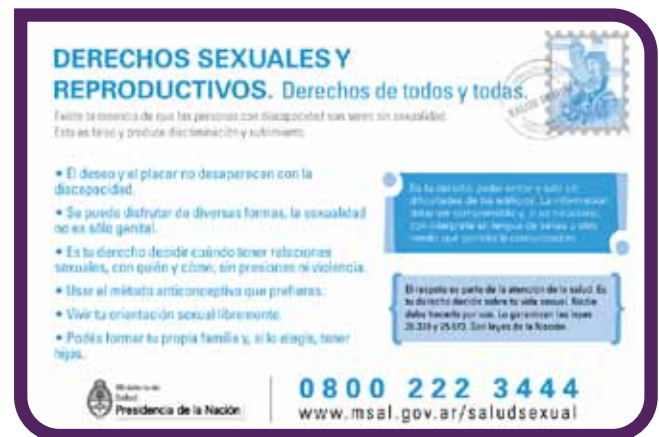 DERECHOS SEXUALES Y
REPRODUCTIVOS. Derechos de todos y todas.
Existe la creencia de que las personas con discapacidad son seres sin sexualidad.
Esto es falso y produce discriminación y sufrimiento.
• El deseo y el placer no desaparecen con la
discapacidad.
• Se puede disfrutar de diversas formas, la sexualidad
no es sólo genital.
• Es tu derecho decidir cuándo tener relaciones
sexuales, con quién y cómo, sin presiones ni violencia.
• Usar el método anticonceptivo que prefieras.
• Vivir tu orientación sexual libremente.
• Podés formar tu propia familia y, si lo elegís, tener
hijos.
Es tu derecho poder entrar y salir sin
dificultades de los edificios. La información
debe ser comprensible y, si es necesario,
con intérprete en lengua de señas u otro
medio que permita la comunicación.
El respeto es parte de la atención de la salud. Es
tu derecho decidir sobre tu vida sexual. Nadie
debe hacerlo por vos. Lo garantizan las leyes
26.378 y 25.673. Son leyes de la Nación.
Ministerio de
Salud
Presidencia de la Nación
0800 222 3444
www.msal.gov.ar/saludsexual